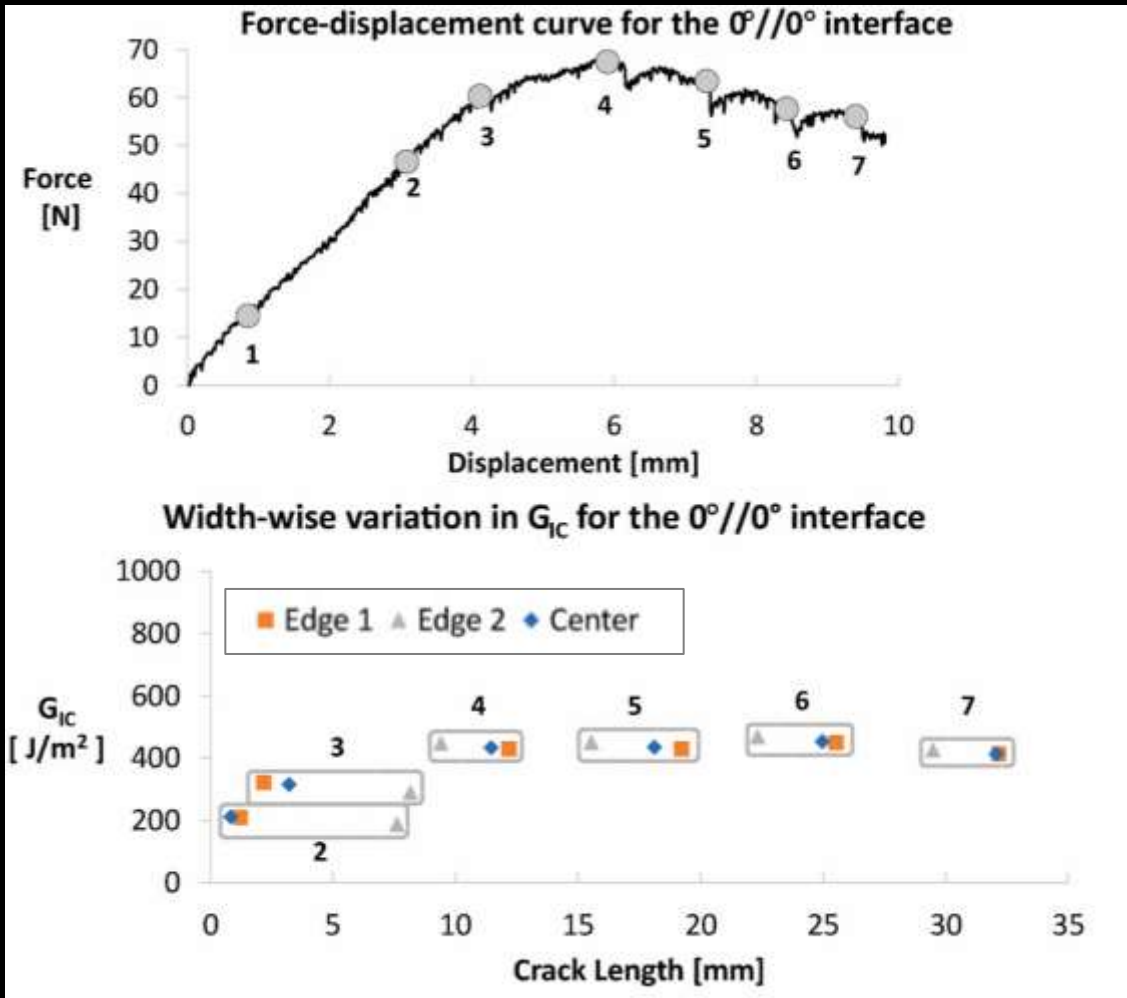 Force-displacement curve for the 0°//0° interface
70
60
50
40
30
20
10
0
Force
[N]
1
2
3
4
5
6
7
0 2 4 6 8 10
Displacement [mm]
Width-wise variation in G_IC for the 0°//0° interface
1000
800
600
400
200
0
G_IC
[ J/m² ]
Edge 1 Edge 2 Center
2
3
4
5
6
7
0 5 10 15 20 25 30 35
Crack Length [mm]